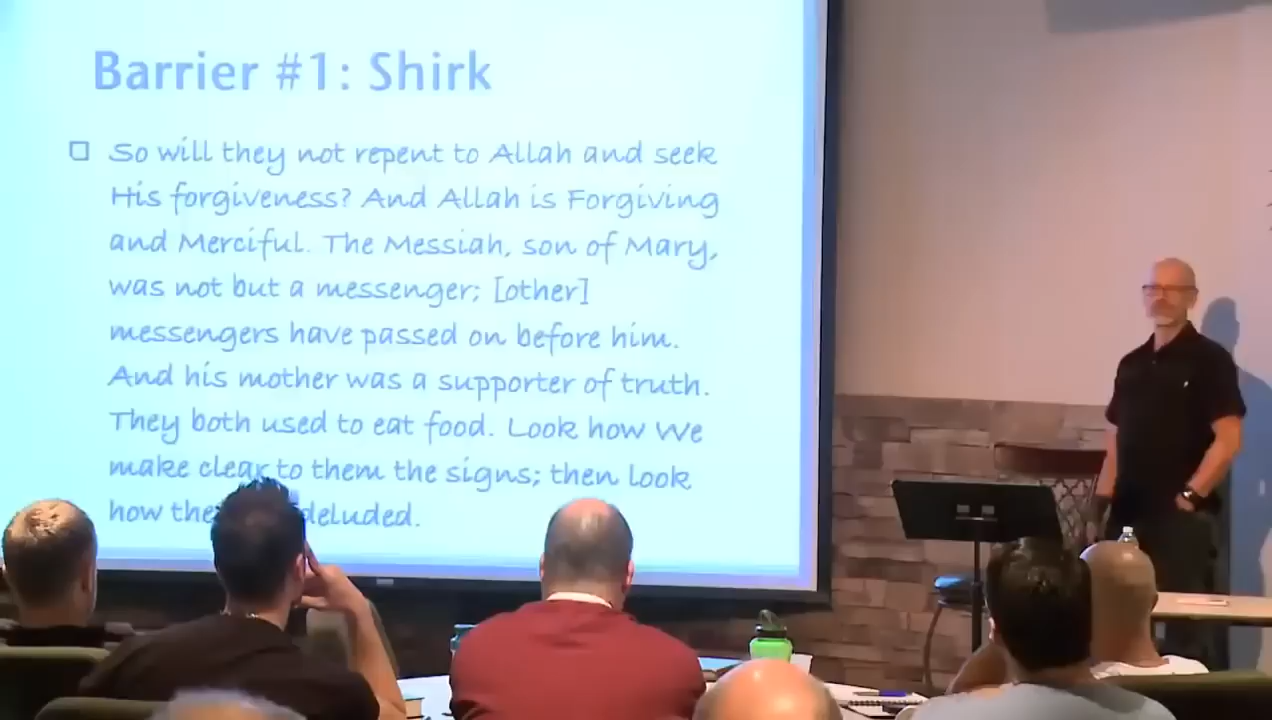 Barrier #1: Shirk
So will they not repent to Allah and seek
His forgiveness? And Allah is Forgiving
and Merciful. The Messiah, son of Mary,
was not but a messenger; [other]
messengers have passed on before him.
And his mother was a supporter of truth.
They both used to eat food. Look how We
make clear to them the signs; then look
how deluded.